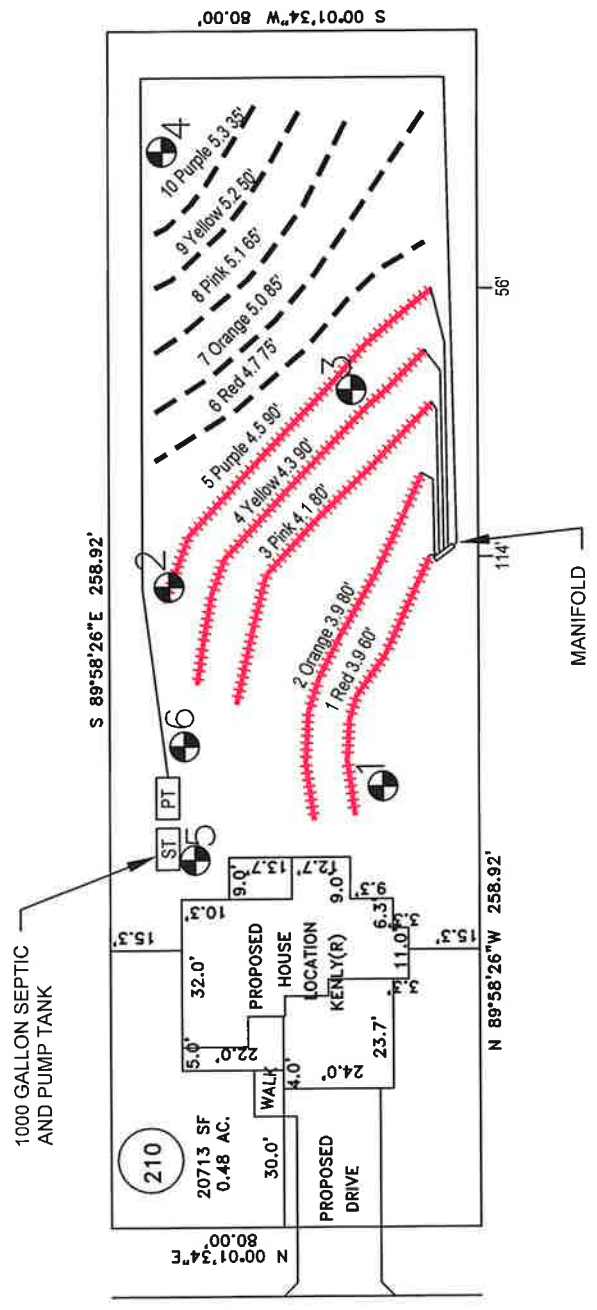 1000 GALLON SEPTIC
AND PUMP TANK
S 89°58'26"E 258.92'
S 00°01'34"W 80.00'
N 00°01'34"E
80.00'
N 89°58'26"W 258.92'
210
20713 SF
0.48 AC.
PROPOSED
DRIVE
30.0'
WALK
4.0'
5.0'
22.0'
24.0'
23.7'
32.0'
PROPOSED
HOUSE
LOCATION
KENLY(R)
15.3'
10.3'
9.0'
13.7'
12.7'
9.0'
9.3'
6.3'
3.3'
11.0'
3.3'
15.3'
ST
PT
5
6
2
1
3
4
1 Red 3.9 60'
2 Orange 3.9 80'
3 Pink 4.1 80'
4 Yellow 4.3 90'
5 Purple 4.5 90'
6 Red 4.7 75'
7 Orange 5.0 85'
8 Pink 5.1 65'
9 Yellow 5.2 50'
10 Purple 5.3 35'
114'
56'
MANIFOLD